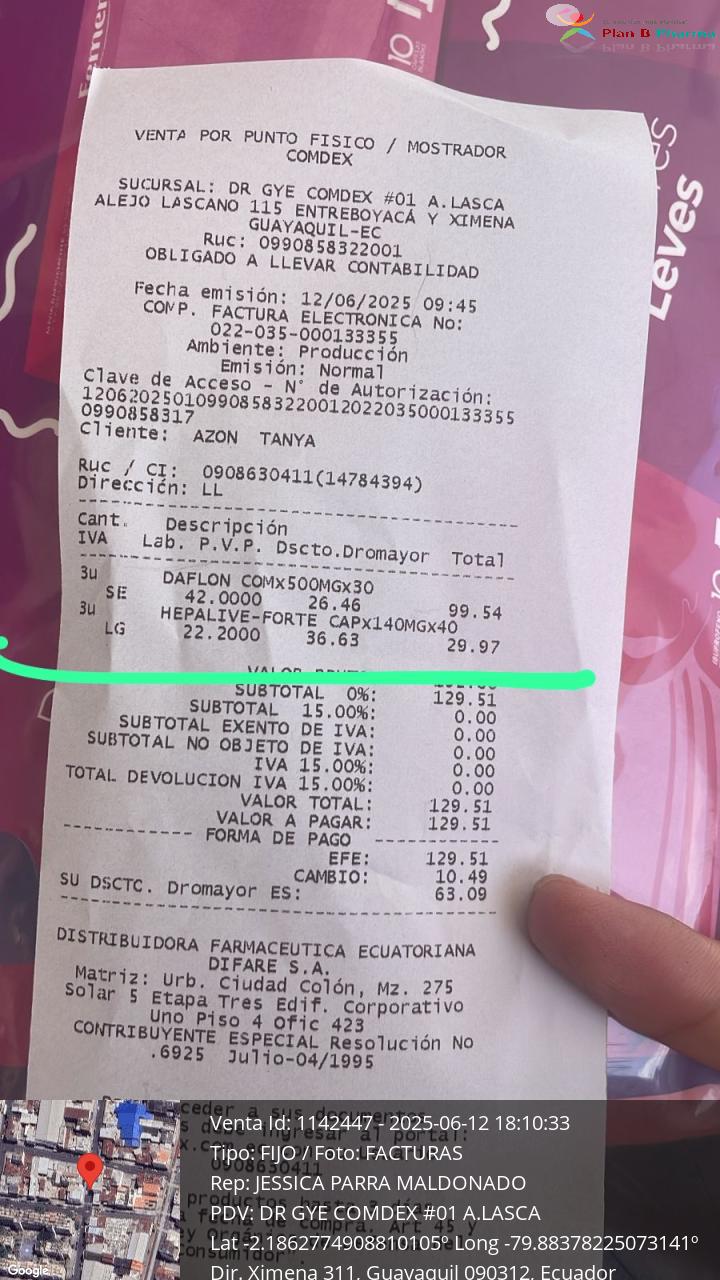 Plan B Pharma
Femen
10
Leves
VENTA POR PUNTO FISICO / MOSTRADOR
COMDEX
SUCURSAL: DR GYE COMDEX #01 A.LASCA
ALEJO LASCANO 115 ENTREBOYACÁ Y XIMENA
GUAYAQUIL-EC
Ruc: 0990858322001
OBLIGADO A LLEVAR CONTABILIDAD
Fecha emisión: 12/06/2025 09:45
COMP. FACTURA ELECTRONICA No:
022-035-000133355
Ambiente: Producción
Emisión: Normal
Clave de Acceso - N° de Autorización:
120620250109908583220012022035000133355
0990858317
Cliente: AZON TANYA
Ruc / CI: 0908630411(14784394)
Dirección: LL
Cant. Descripción
IVA Lab. P.V.P. Dscto.Dromayor Total
3u DAFLON COMx500MGx30
SE 42.0000 26.46 99.54
3u HEPALIVE-FORTE CAPx140MGx40
LG 22.2000 36.63 29.97
SUBTOTAL 0%: 129.51
SUBTOTAL 15.00%: 0.00
SUBTOTAL EXENTO DE IVA: 0.00
SUBTOTAL NO OBJETO DE IVA: 0.00
IVA 15.00%: 0.00
TOTAL DEVOLUCION IVA 15.00%: 0.00
VALOR TOTAL: 129.51
VALOR A PAGAR: 129.51
FORMA DE PAGO
EFE: 129.51
CAMBIO: 10.49
SU DSCTC. Dromayor ES: 63.09
DISTRIBUIDORA FARMACEUTICA ECUATORIANA
DIFARE S.A.
Matriz: Urb. Ciudad Colón, Mz. 275
Solar 5 Etapa Tres Edif. Corporativo
Uno Piso 4 Ofic 423
CONTRIBUYENTE ESPECIAL Resolución No
.6925 Julio-04/1995
0908630411
Venta Id: 1142447 - 2025-06-12 18:10:33
Tipo: FIJO / Foto: FACTURAS
Rep: JESSICA PARRA MALDONADO
PDV: DR GYE COMDEX #01 A.LASCA
Lat -2.1862774908810105° Long -79.88378225073141°
Dir. Ximena 311, Guayaquil 090312, Ecuador
Google